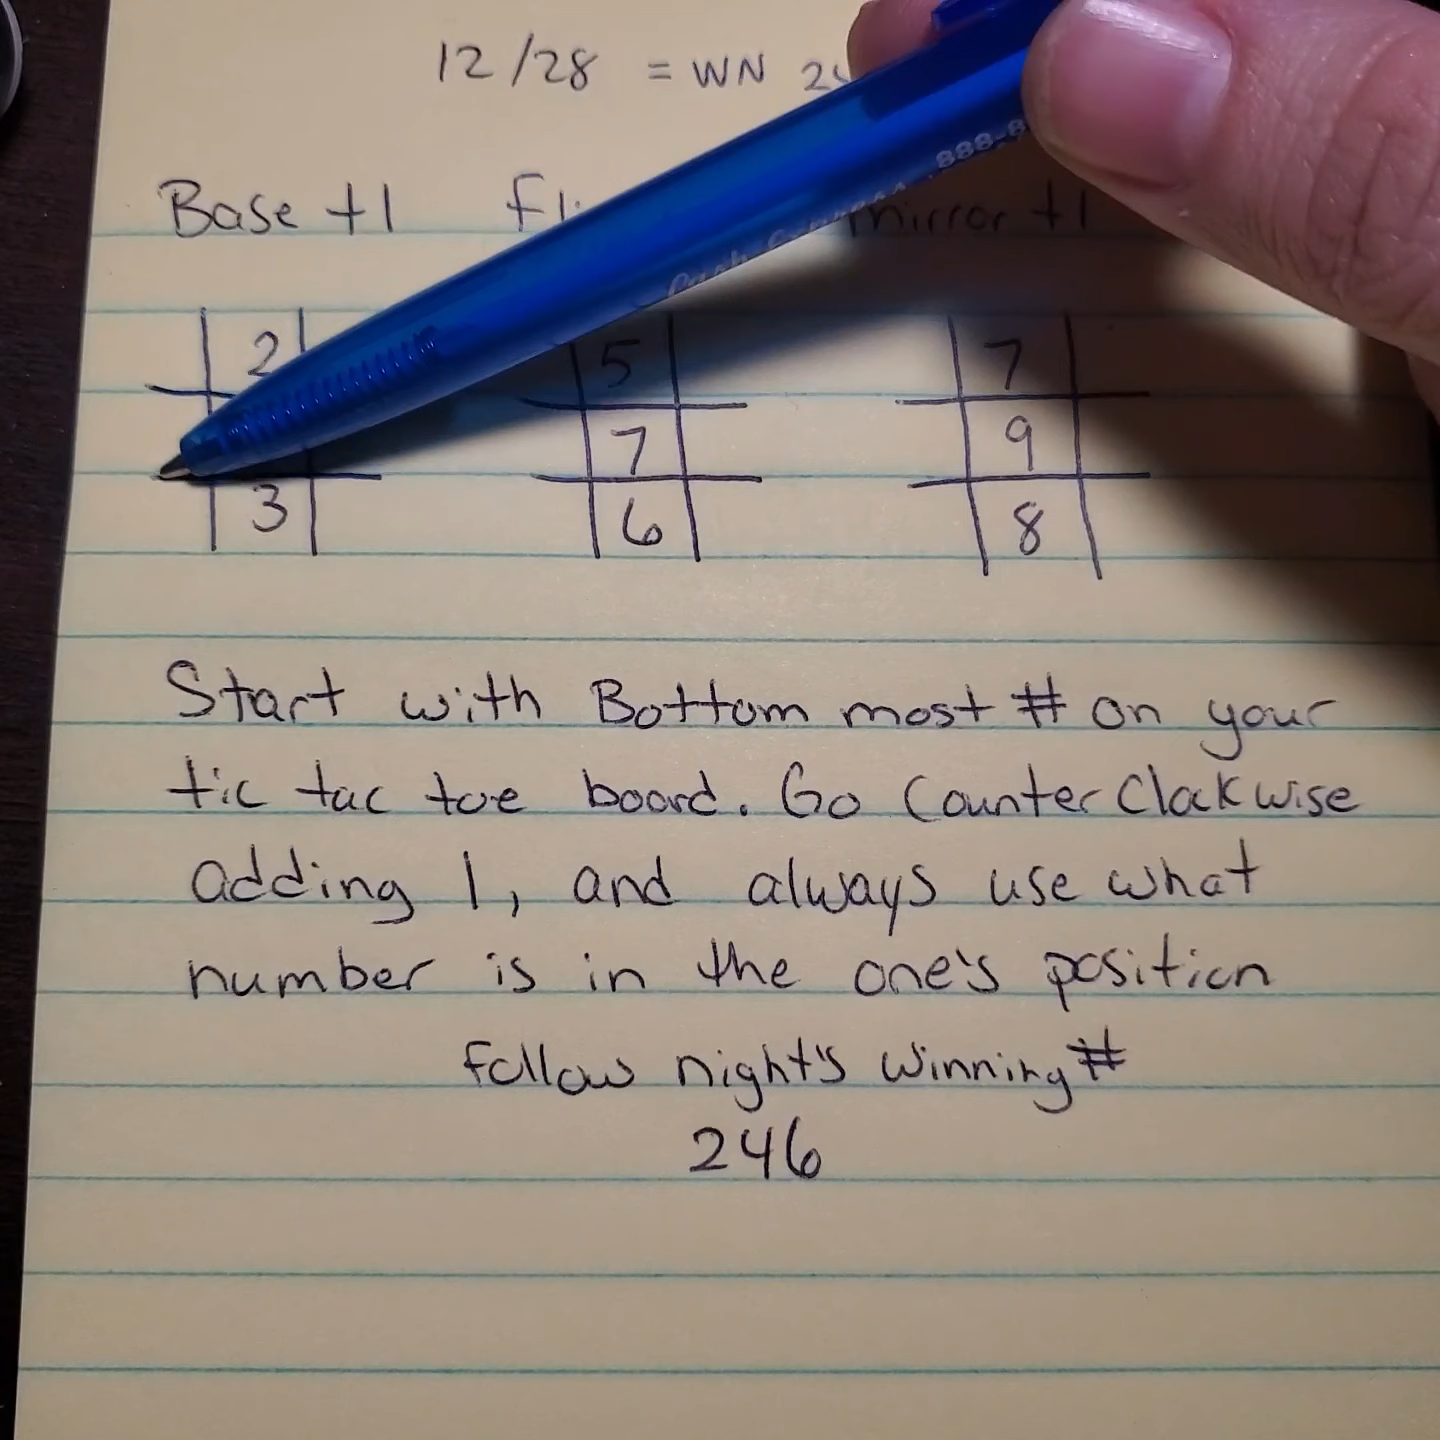 12/28 = WN
Base +1 mirror +1
2 5 7
7 9
3 6 8
Start with Bottom most # on your
tic tac toe board. Go Counter Clockwise
adding 1, and always use what
number is in the one's position
follow night's winning #
246